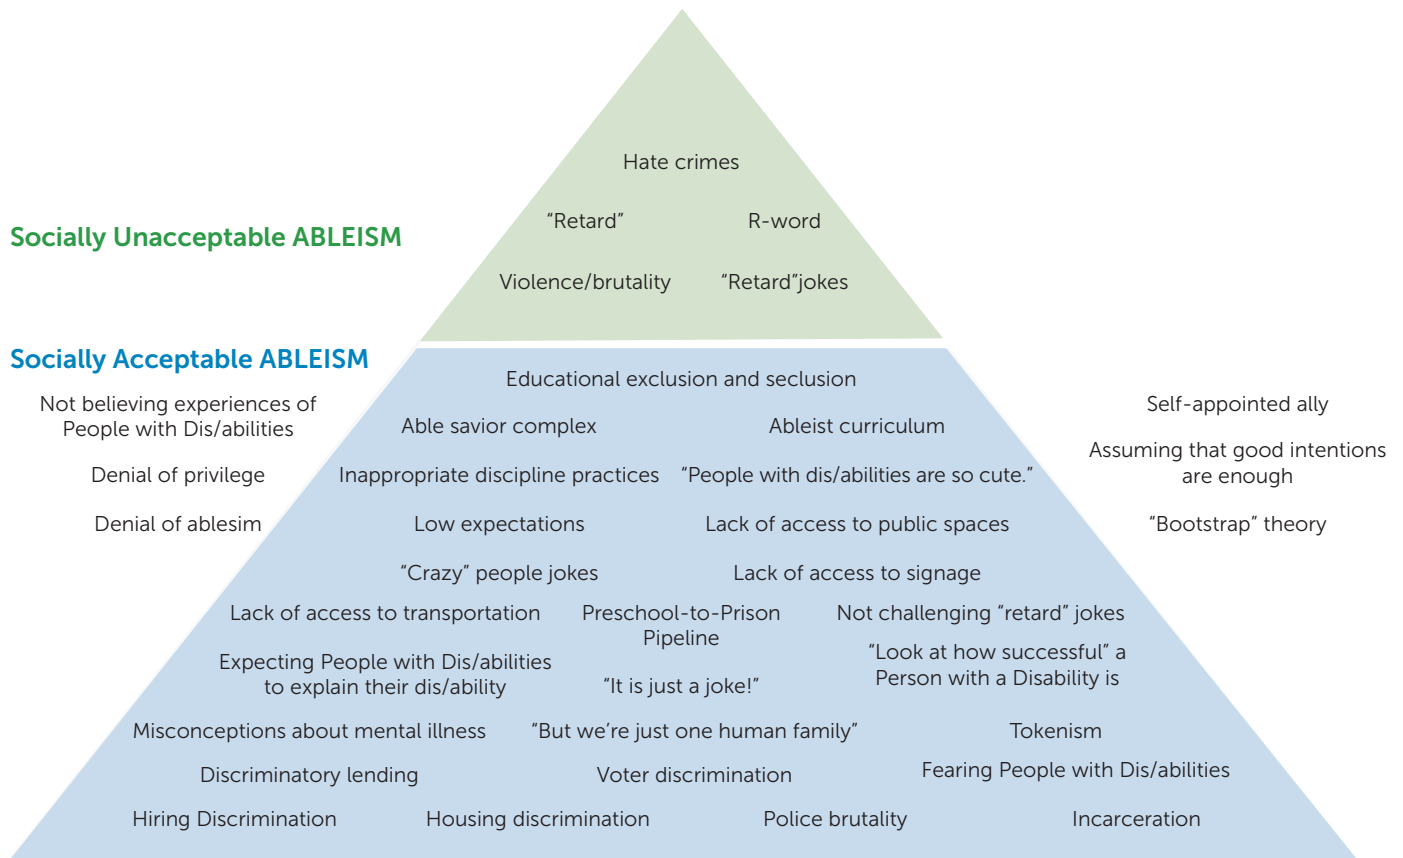 Hate crimes
“Retard” R-word
Socially Unacceptable ABLEISM
Violence/brutality “Retard”jokes
Socially Acceptable ABLEISM
Educational exclusion and seclusion
Not believing experiences of
People with Dis/abilities
Self-appointed ally
Able savior complex Ableist curriculum
Assuming that good intentions
are enough
Denial of privilege
Inappropriate discipline practices “People with dis/abilities are so cute.”
Denial of ablesim
Low expectations Lack of access to public spaces
“Bootstrap” theory
“Crazy” people jokes Lack of access to signage
Lack of access to transportation
Preschool-to-Prison
Pipeline
Not challenging “retard” jokes
Expecting People with Dis/abilities
to explain their dis/ability
“It is just a joke!”
“Look at how successful” a
Person with a Disability is
Misconceptions about mental illness “But we’re just one human family” Tokenism
Discriminatory lending Voter discrimination Fearing People with Dis/abilities
Hiring Discrimination Housing discrimination Police brutality Incarceration